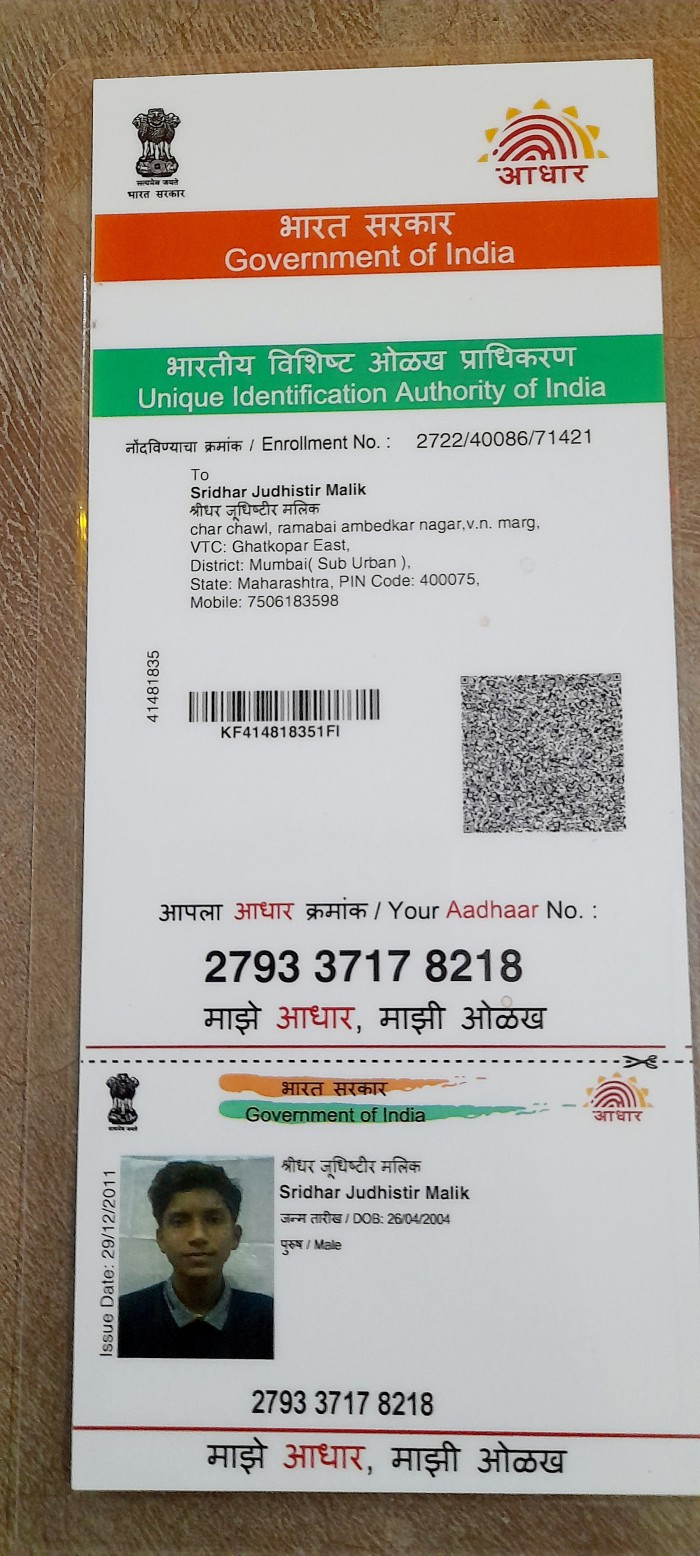 सत्यमेव जयते
भारत सरकार
आधार
भारत सरकार
Government of India
भारतीय विशिष्ट ओळख प्राधिकरण
Unique Identification Authority of India
नोंदविण्याचा क्रमांक / Enrollment No. : 2722/40086/71421
To
Sridhar Judhistir Malik
श्रीधर जूधिष्टीर मलिक
char chawl, ramabai ambedkar nagar,v.n. marg,
VTC: Ghatkopar East,
District: Mumbai( Sub Urban ),
State: Maharashtra, PIN Code: 400075,
Mobile: 7506183598
41481835
KF414818351FI
आपला आधार क्रमांक / Your Aadhaar No. :
2793 3717 8218
माझे आधार, माझी ओळख
सत्यमेव जयते
भारत सरकार
Government of India
आधार
Issue Date: 29/12/2011
श्रीधर जूधिष्टीर मलिक
Sridhar Judhistir Malik
जन्म तारीख / DOB: 26/04/2004
पुरुष / Male
2793 3717 8218
माझे आधार, माझी ओळख